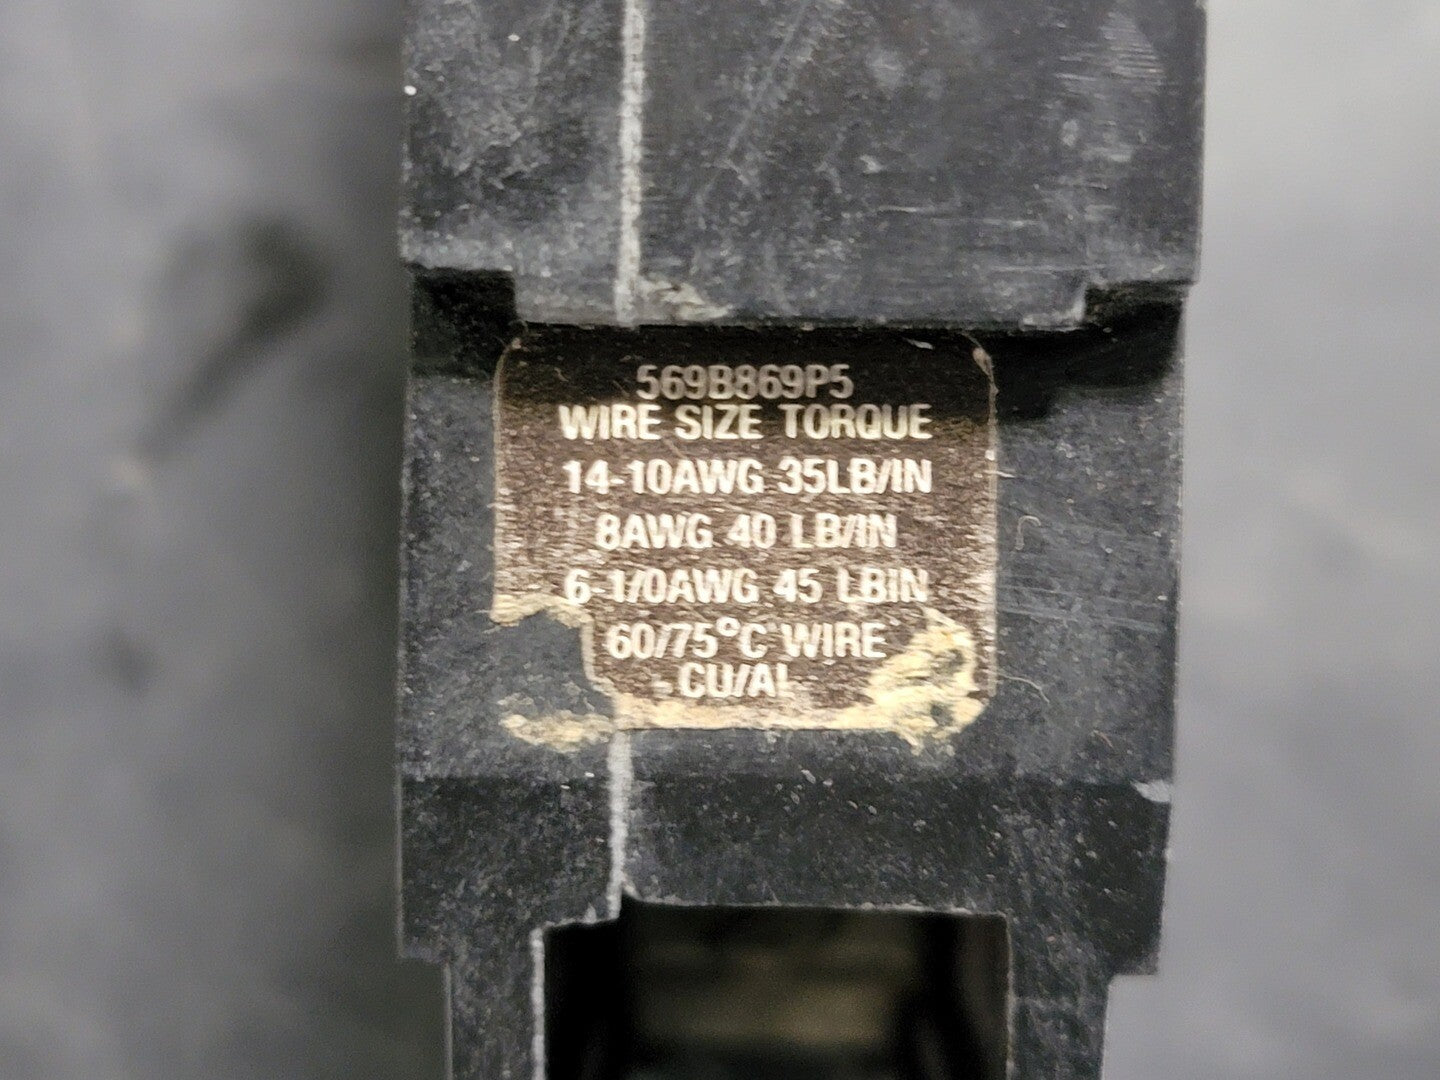 569B869P5
WIRE SIZE TORQUE
14-10AWG 35LB/IN
8AWG 40 LB/IN
6-1/0AWG 45 LBIN
60/75°C WIRE
- CU/AL